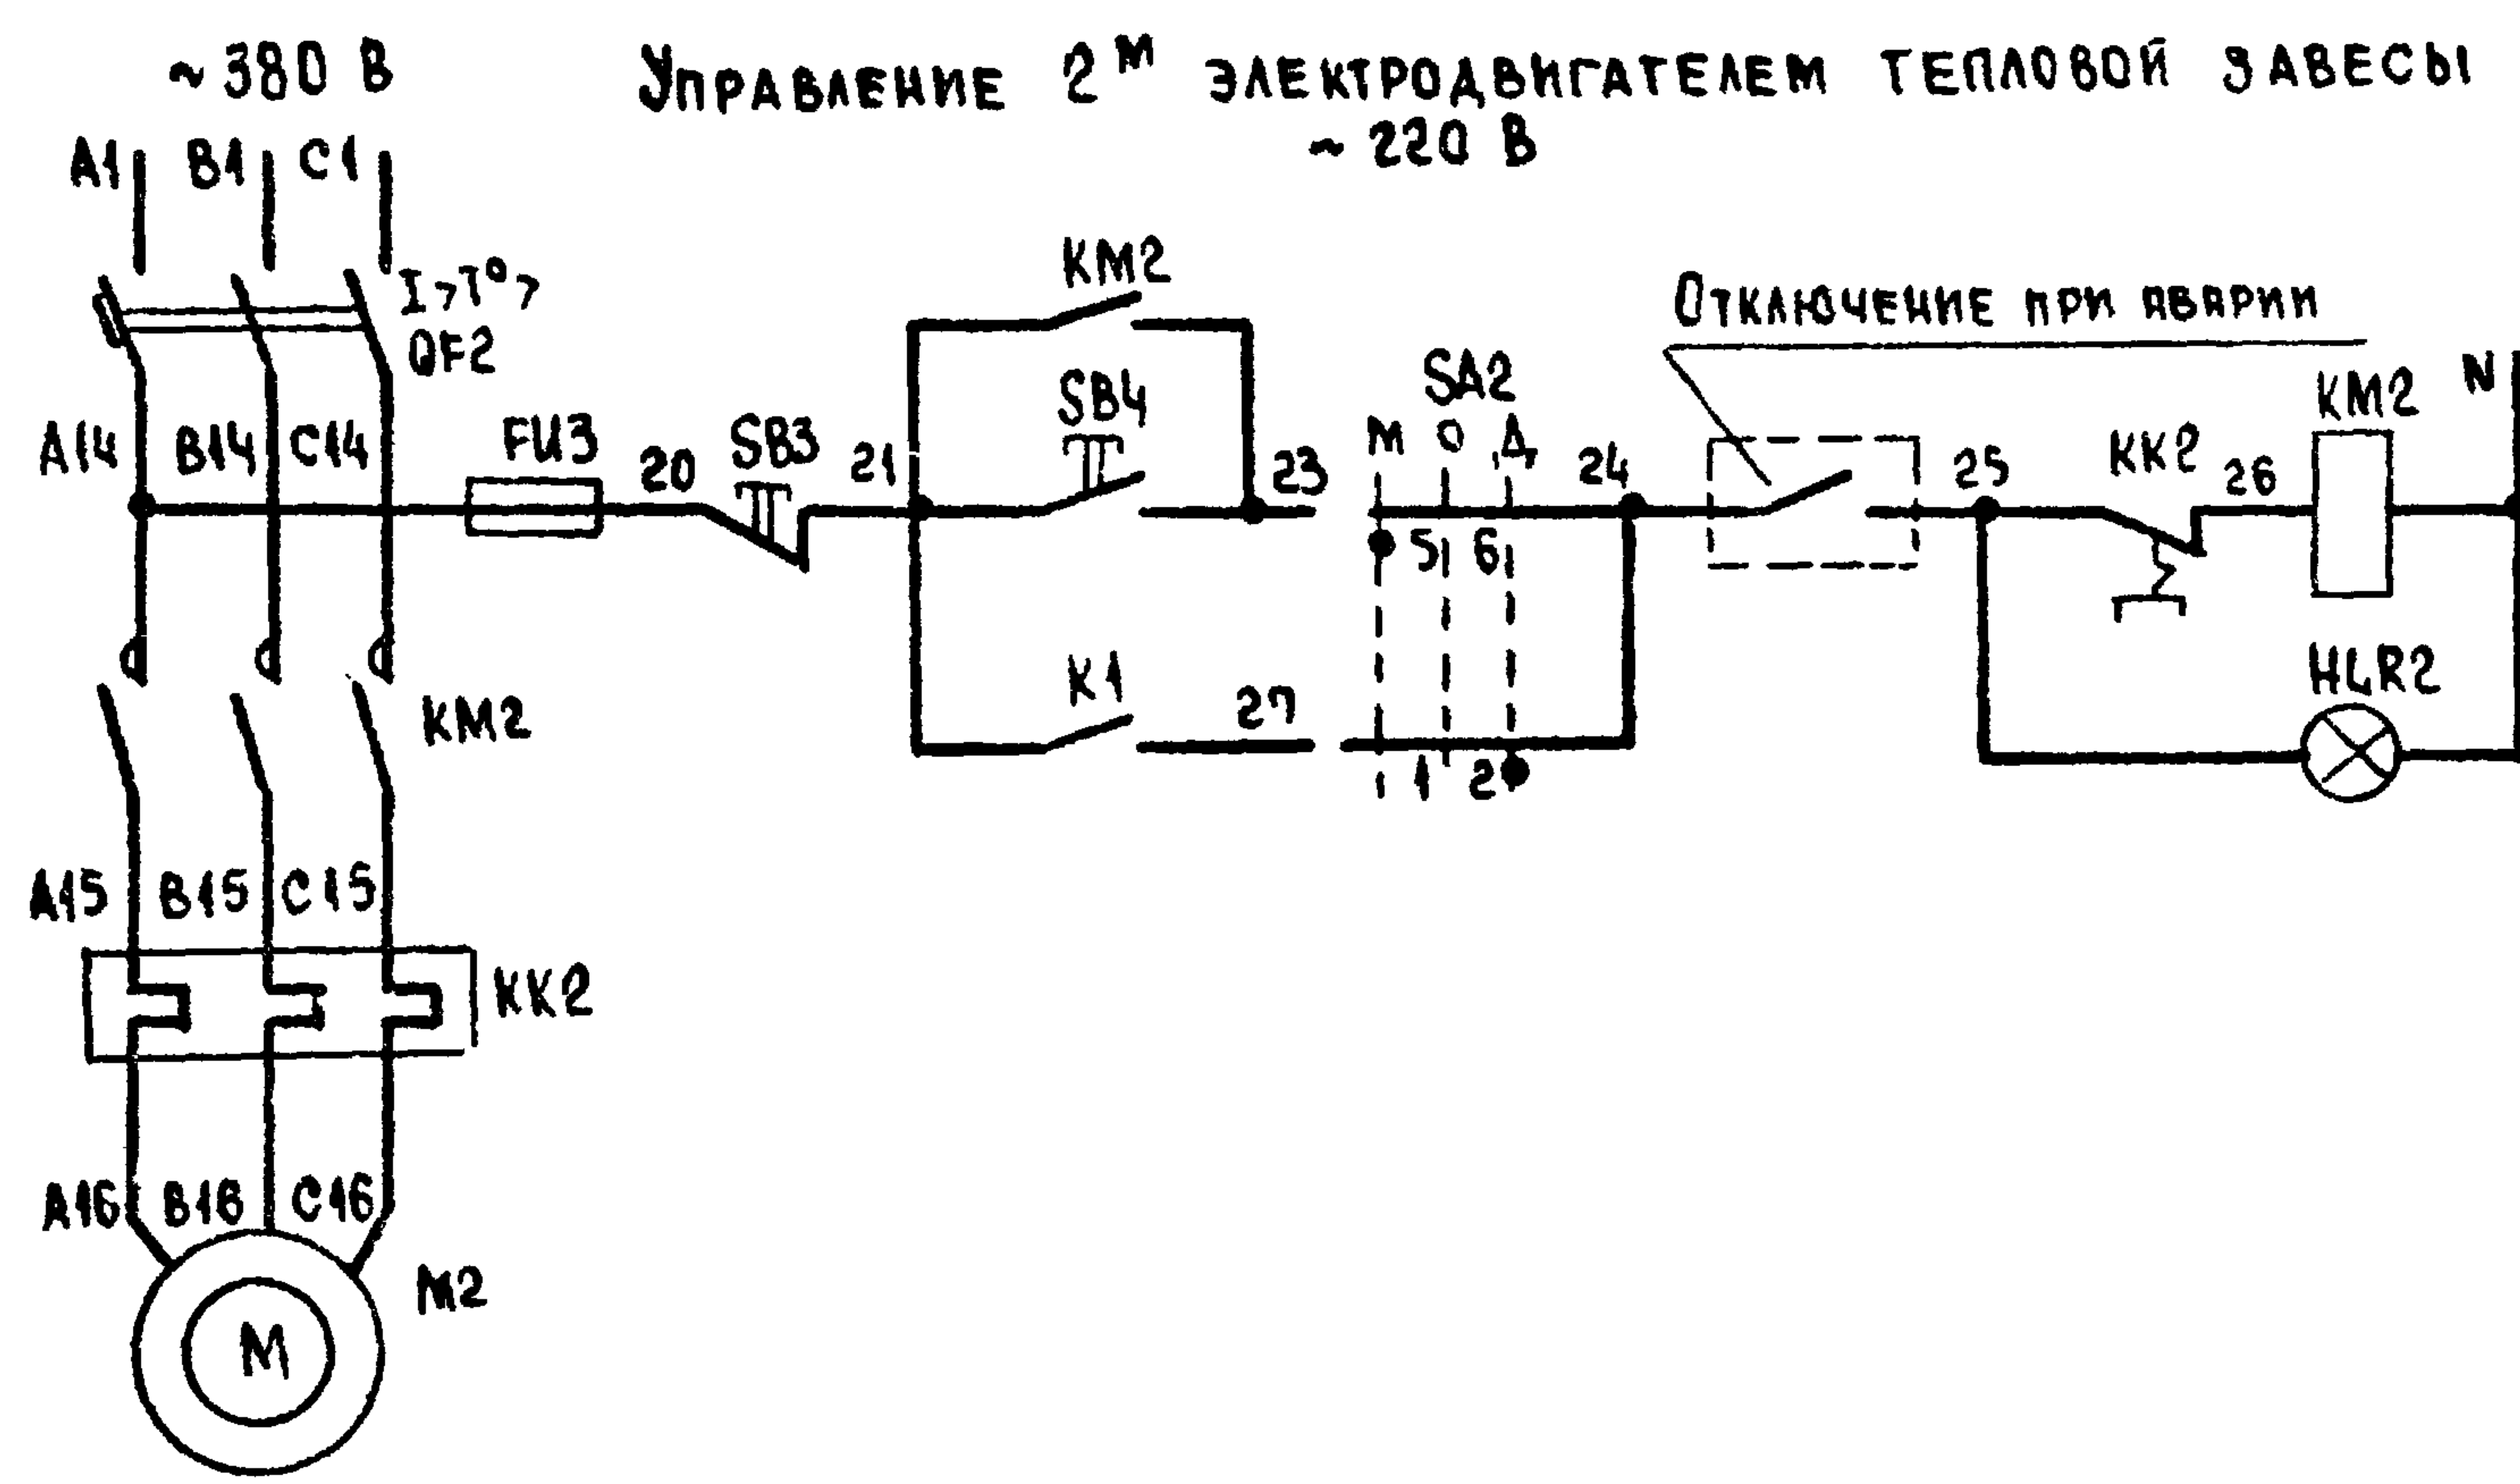 ~380 В
Управление 2м электродвигателем тепловой завесы
~220 В
A1 B1 C1
I> T°>
QF2
KM2
Отключение при аварии
SB4
SA2
KM2
N
A14 B14 C14
FU3
20
SB3
21
23
М О Д
24
25
KK2
26
5 6
K1
27
HLR2
KM2
1 2
A15 B15 C15
KK2
A16 B16 C16
M2
M